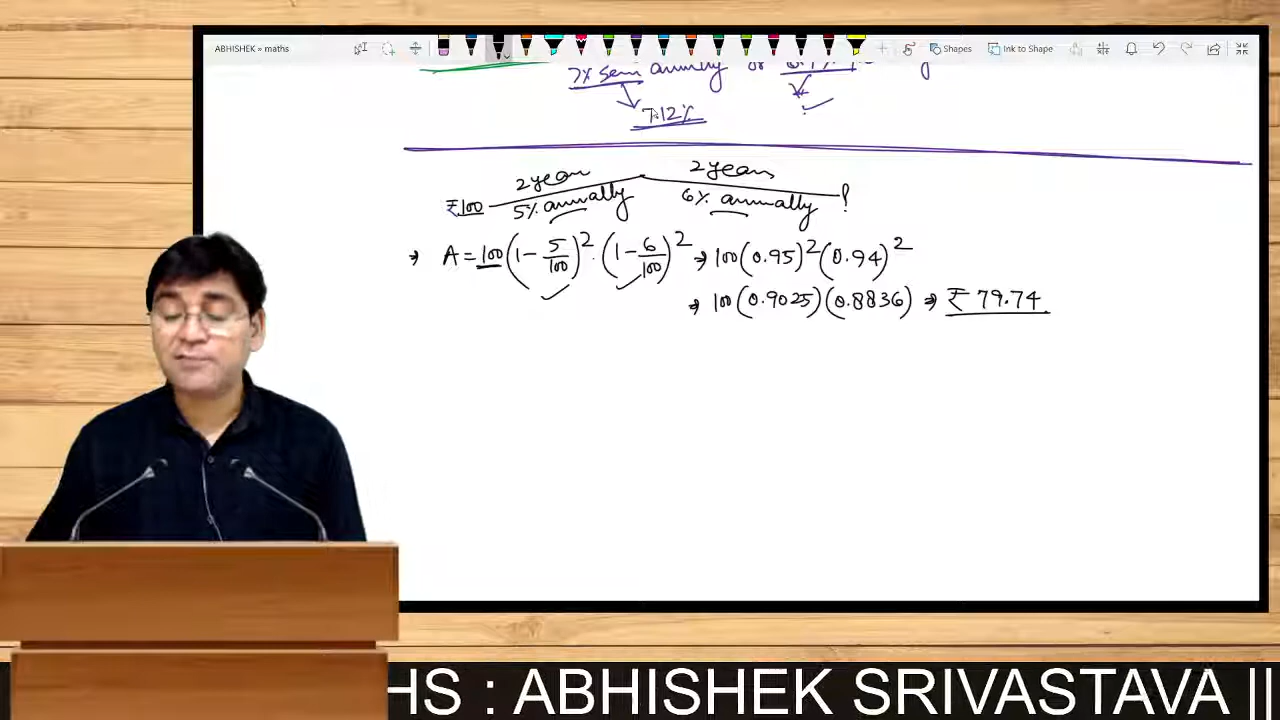 ABHISHEK » maths
Shapes
Ink to Shape
7% semi annually or
7.12%
2 years 2 years
₹100 5% annually 6% annually ?
→ A = 100 (1 - 5/100)² · (1 - 6/100)² → 100 (0.95)² (0.94)²
→ 100 (0.9025) (0.8836) ⇒ ₹ 79.74
HS : ABHISHEK SRIVASTAVA ||